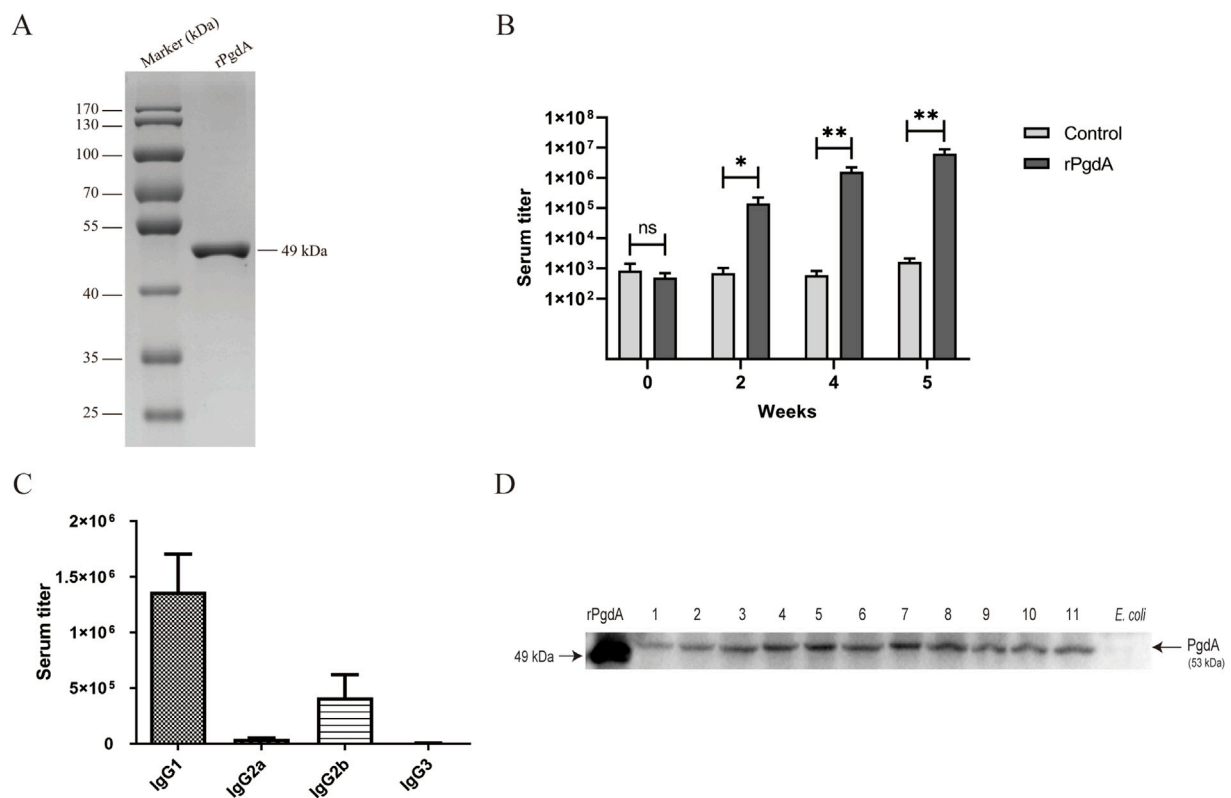 A
Marker (kDa)
rPgdA
170
130
100
70
55
49 kDa
40
35
25
B
1×10⁸
1×10⁷
1×10⁶
1×10⁵
1×10⁴
1×10³
1×10²
Serum titer
ns
*
**
**
0 2 4 5
Weeks
Control
rPgdA
C
2×10⁶
1.5×10⁶
1×10⁶
5×10⁵
0
Serum titer
IgG1
IgG2a
IgG2b
IgG3
D
rPgdA 1 2 3 4 5 6 7 8 9 10 11 E. coli
49 kDa
PgdA
(53 kDa)